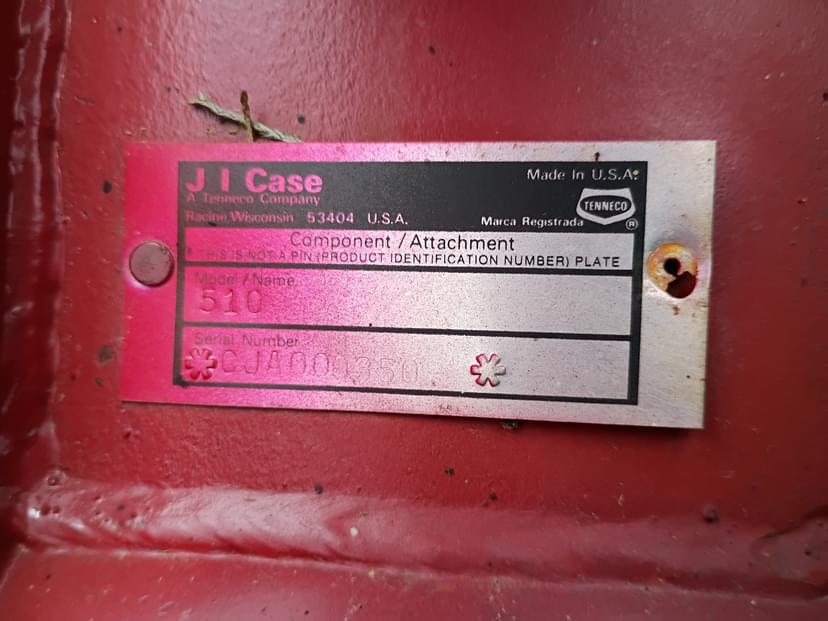 J I Case
A Tenneco Company
Racine Wisconsin 53404 U.S.A.
Made In U.S.A.
TENNECO
Marca Registrada ®
Component / Attachment
THIS IS NOT A PIN (PRODUCT IDENTIFICATION NUMBER) PLATE
Model / Name
510
Serial Number